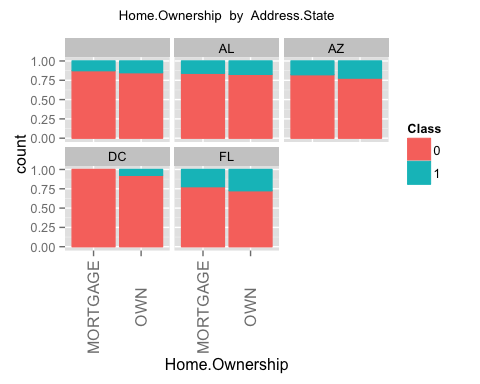 Home.Ownership by Address.State
AL
AZ
1.00
0.75
0.50
0.25
0.00
DC
FL
1.00
0.75
0.50
0.25
0.00
count
MORTGAGE
OWN
MORTGAGE
OWN
Home.Ownership
Class
0
1